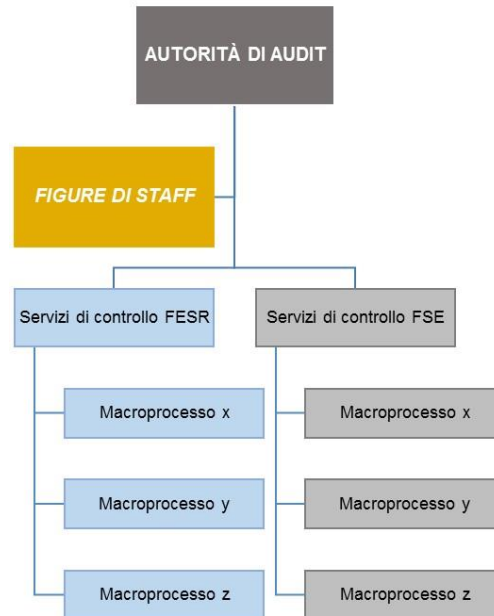 AUTORITÀ DI AUDIT
FIGURE DI STAFF
Servizi di controllo FESR
Servizi di controllo FSE
Macroprocesso x
Macroprocesso x
Macroprocesso y
Macroprocesso y
Macroprocesso z
Macroprocesso z